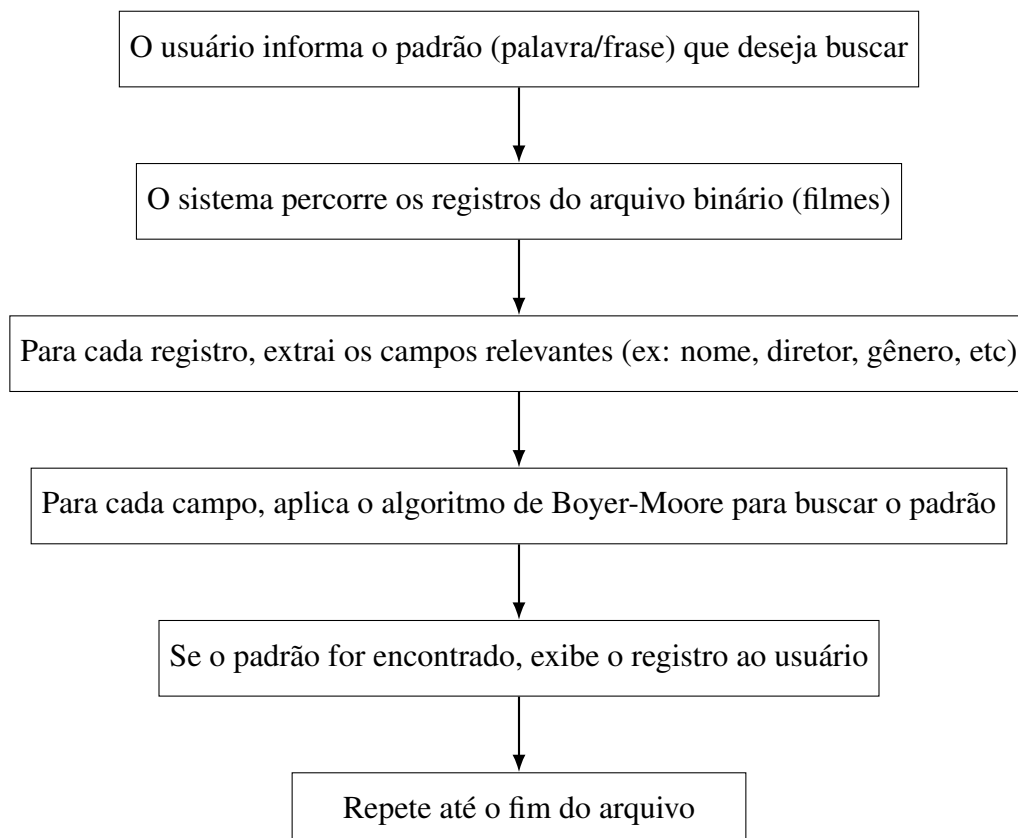 O usuário informa o padrão (palavra/frase) que deseja buscar
O sistema percorre os registros do arquivo binário (filmes)
Para cada registro, extrai os campos relevantes (ex: nome, diretor, gênero, etc)
Para cada campo, aplica o algoritmo de Boyer-Moore para buscar o padrão
Se o padrão for encontrado, exibe o registro ao usuário
Repete até o fim do arquivo